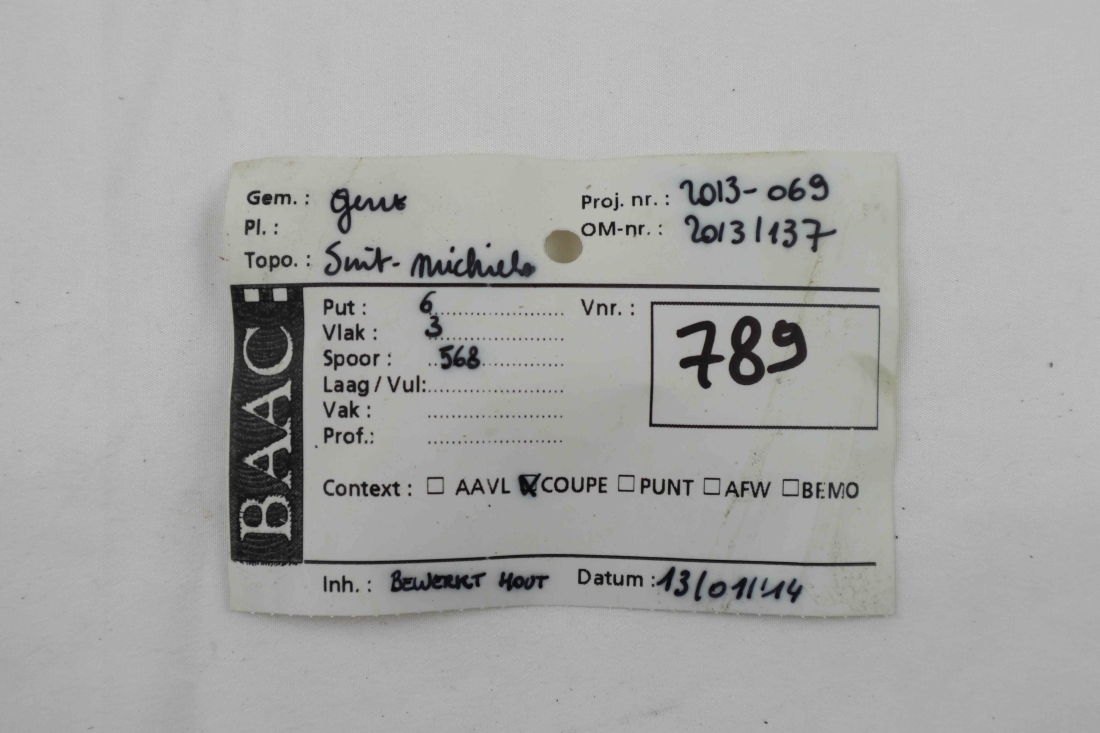 Gem. : Gent Proj. nr. : 2013-069
Pl. : OM-nr. : 2013/137
Topo. : Sint-Michiels
BAAC
Put : 6 Vnr. : 789
Vlak : 3
Spoor : 568
Laag / Vul:
Vak :
Prof.:
Context : ☐ AAVL ☑ COUPE ☐ PUNT ☐ AFW ☐ BEMO
Inh. : BEWERKT HOUT Datum : 13/01/'14